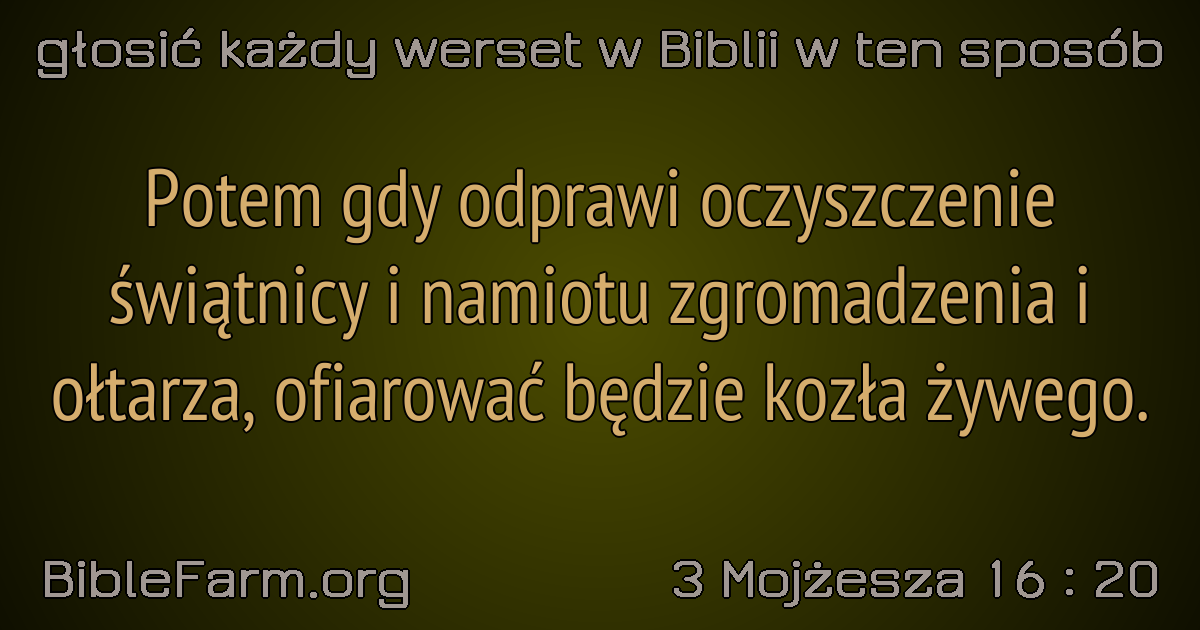 głosić każdy werset w Biblii w ten sposób
Potem gdy odprawi oczyszczenie
świątnicy i namiotu zgromadzenia i
ołtarza, ofiarować będzie kozła żywego.
BibleFarm.org
3 Mojżesza 16 : 20